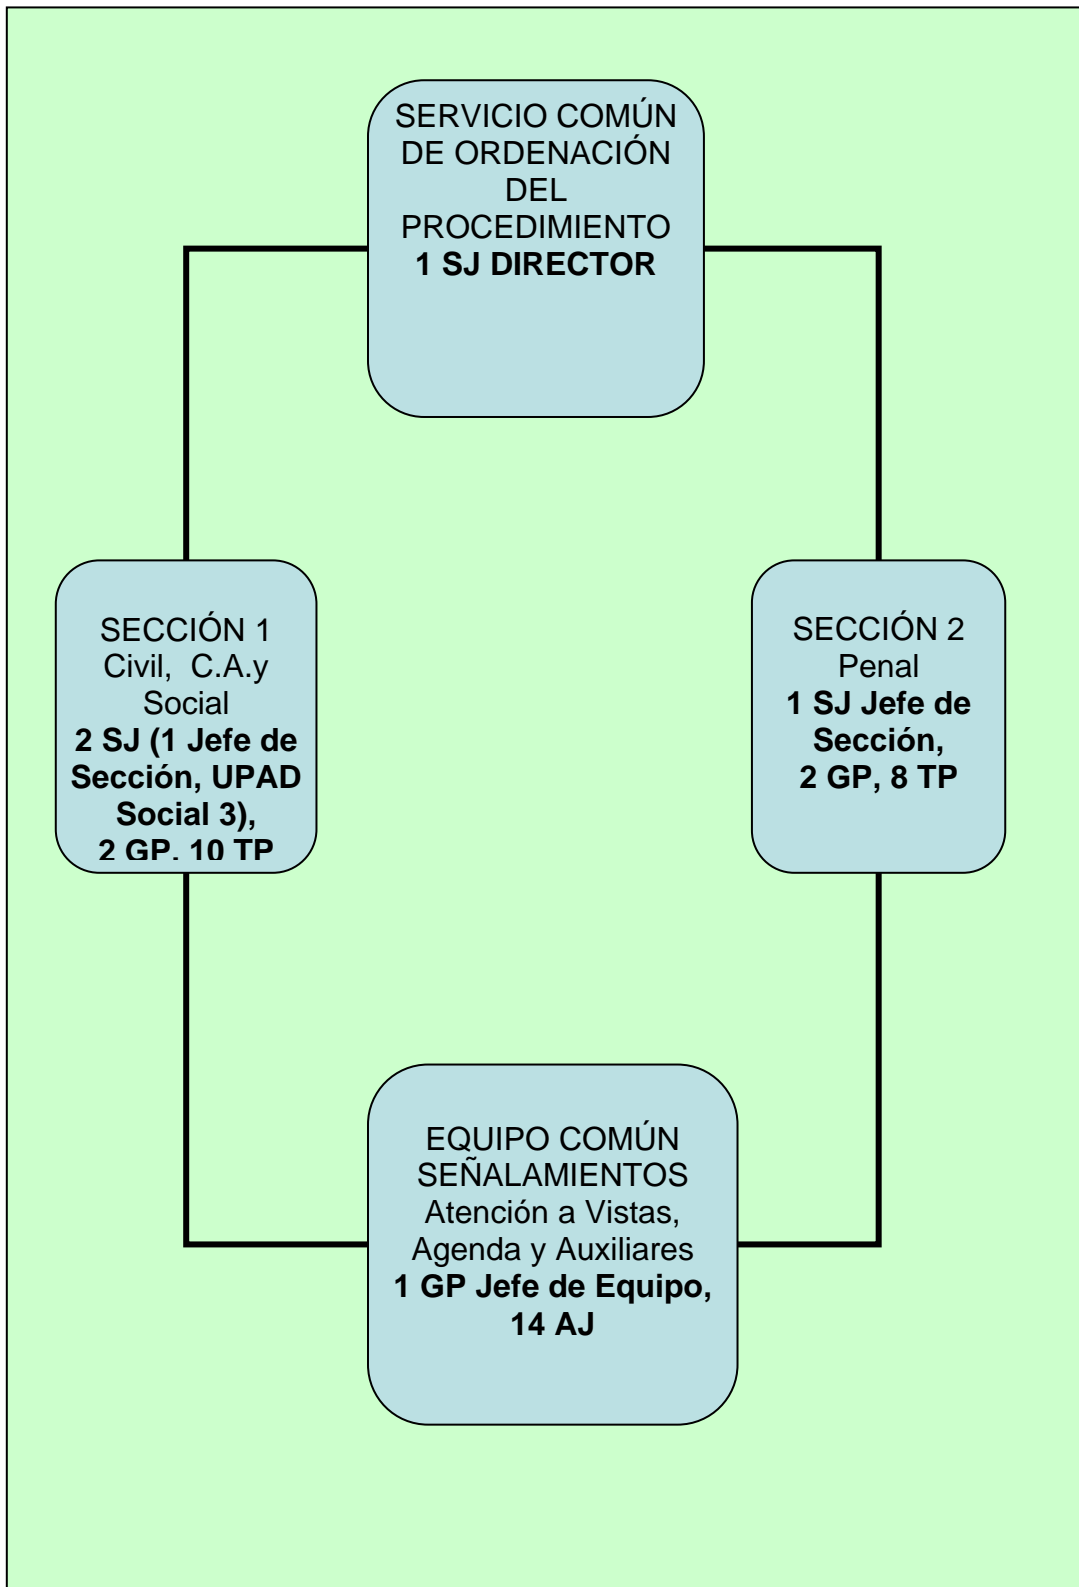 SERVICIO COMÚN
DE ORDENACIÓN
DEL
PROCEDIMIENTO
1 SJ DIRECTOR
SECCIÓN 1
Civil, C.A.y
Social
2 SJ (1 Jefe de
Sección, UPAD
Social 3),
2 GP. 10 TP
SECCIÓN 2
Penal
1 SJ Jefe de
Sección,
2 GP, 8 TP
EQUIPO COMÚN
SEÑALAMIENTOS
Atención a Vistas,
Agenda y Auxiliares
1 GP Jefe de Equipo,
14 AJ